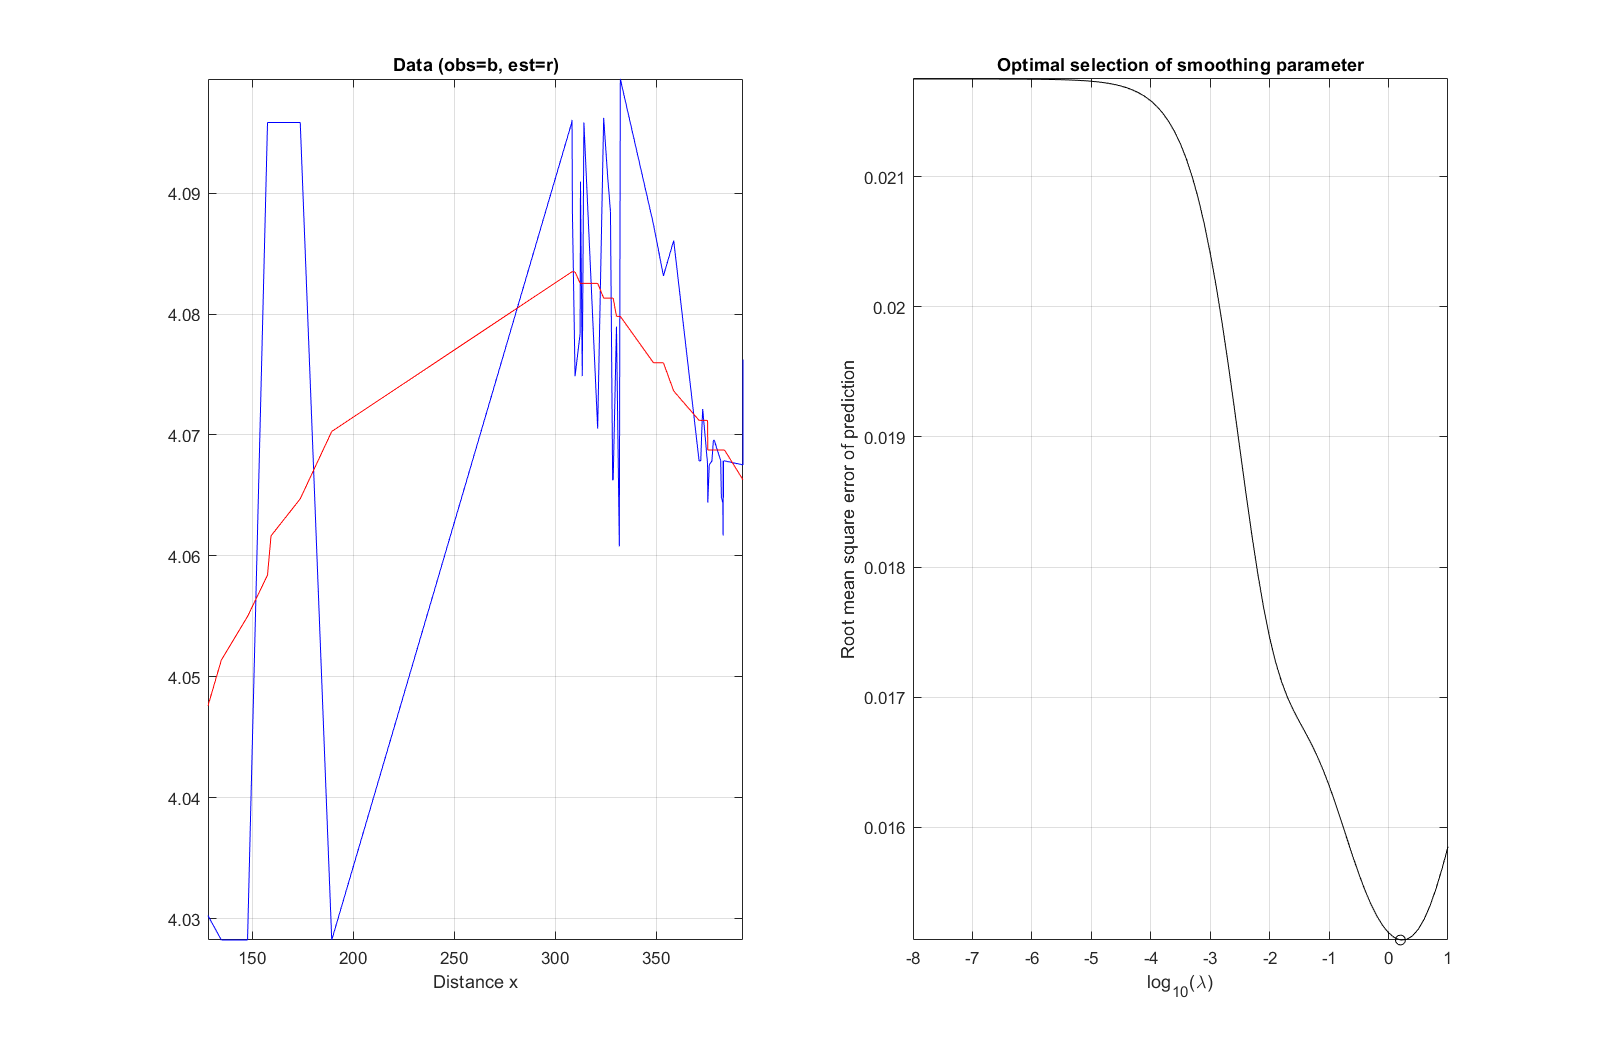 Data (obs=b, est=r)
4.09
4.08
4.07
4.06
4.05
4.04
4.03
150 200 250 300 350
Distance x
Optimal selection of smoothing parameter
Root mean square error of prediction
0.021
0.02
0.019
0.018
0.017
0.016
-8 -7 -6 -5 -4 -3 -2 -1 0 1
log10(λ)